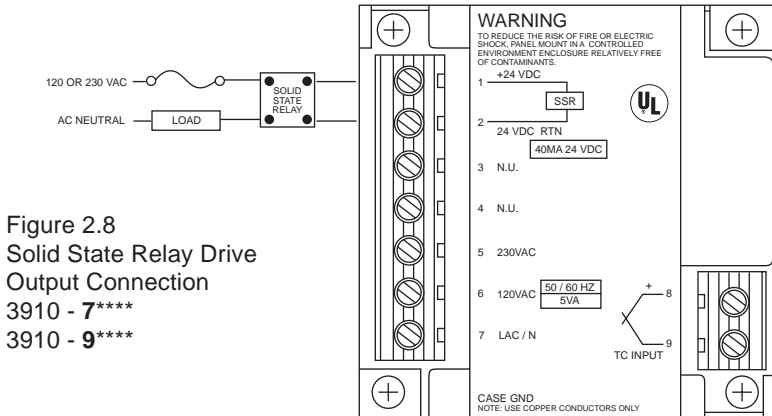 120 OR 230 VAC
AC NEUTRAL
LOAD
SOLID
STATE
RELAY
Figure 2.8
Solid State Relay Drive
Output Connection
3910 - 7****
3910 - 9****
WARNING
TO REDUCE THE RISK OF FIRE OR ELECTRIC
SHOCK, PANEL MOUNT IN A CONTROLLED
ENVIRONMENT ENCLOSURE RELATIVELY FREE
OF CONTAMINANTS.
1 +24 VDC
SSR
UL
2 24 VDC RTN
40MA 24 VDC
3 N.U.
4 N.U.
5 230VAC
6 120VAC 50 / 60 HZ
5VA
7 LAC / N
+ 8
9
TC INPUT
CASE GND
NOTE: USE COPPER CONDUCTORS ONLY